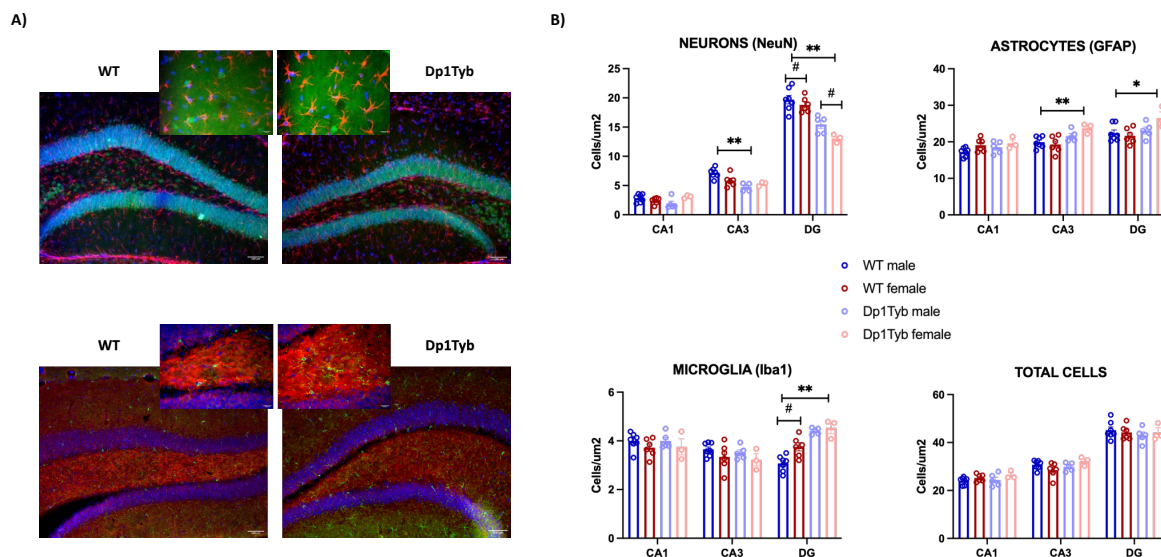 A)
WT
Dp1Tyb
WT
Dp1Tyb
B)
NEURONS (NeuN)
Cells/um2
25
20
15
10
5
0
**
#
#
**
CA1
CA3
DG
ASTROCYTES (GFAP)
Cells/um2
40
30
20
10
0
**
*
CA1
CA3
DG
WT male
WT female
Dp1Tyb male
Dp1Tyb female
MICROGLIA (Iba1)
Cells/um2
6
4
2
0
**
#
CA1
CA3
DG
TOTAL CELLS
Cells/um2
60
40
20
0
CA1
CA3
DG